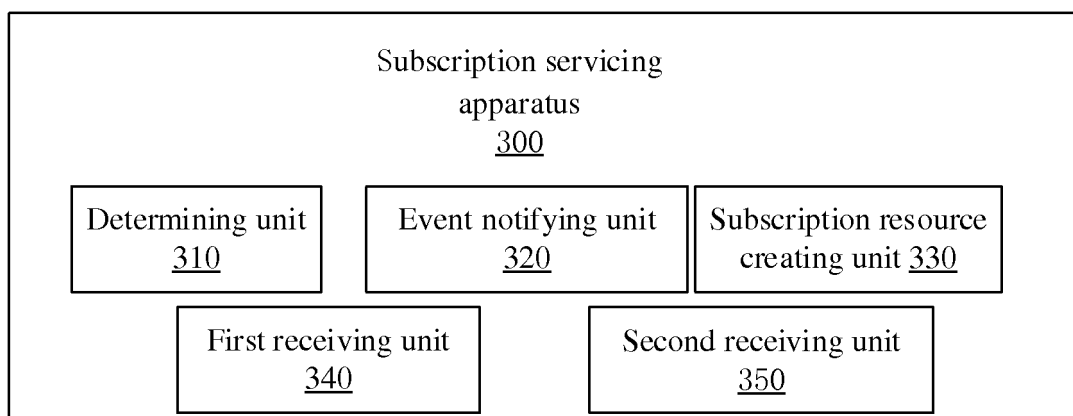 Subscription servicing
apparatus
300
Determining unit
310
Event notifying unit
320
Subscription resource
creating unit 330
First receiving unit
340
Second receiving unit
350